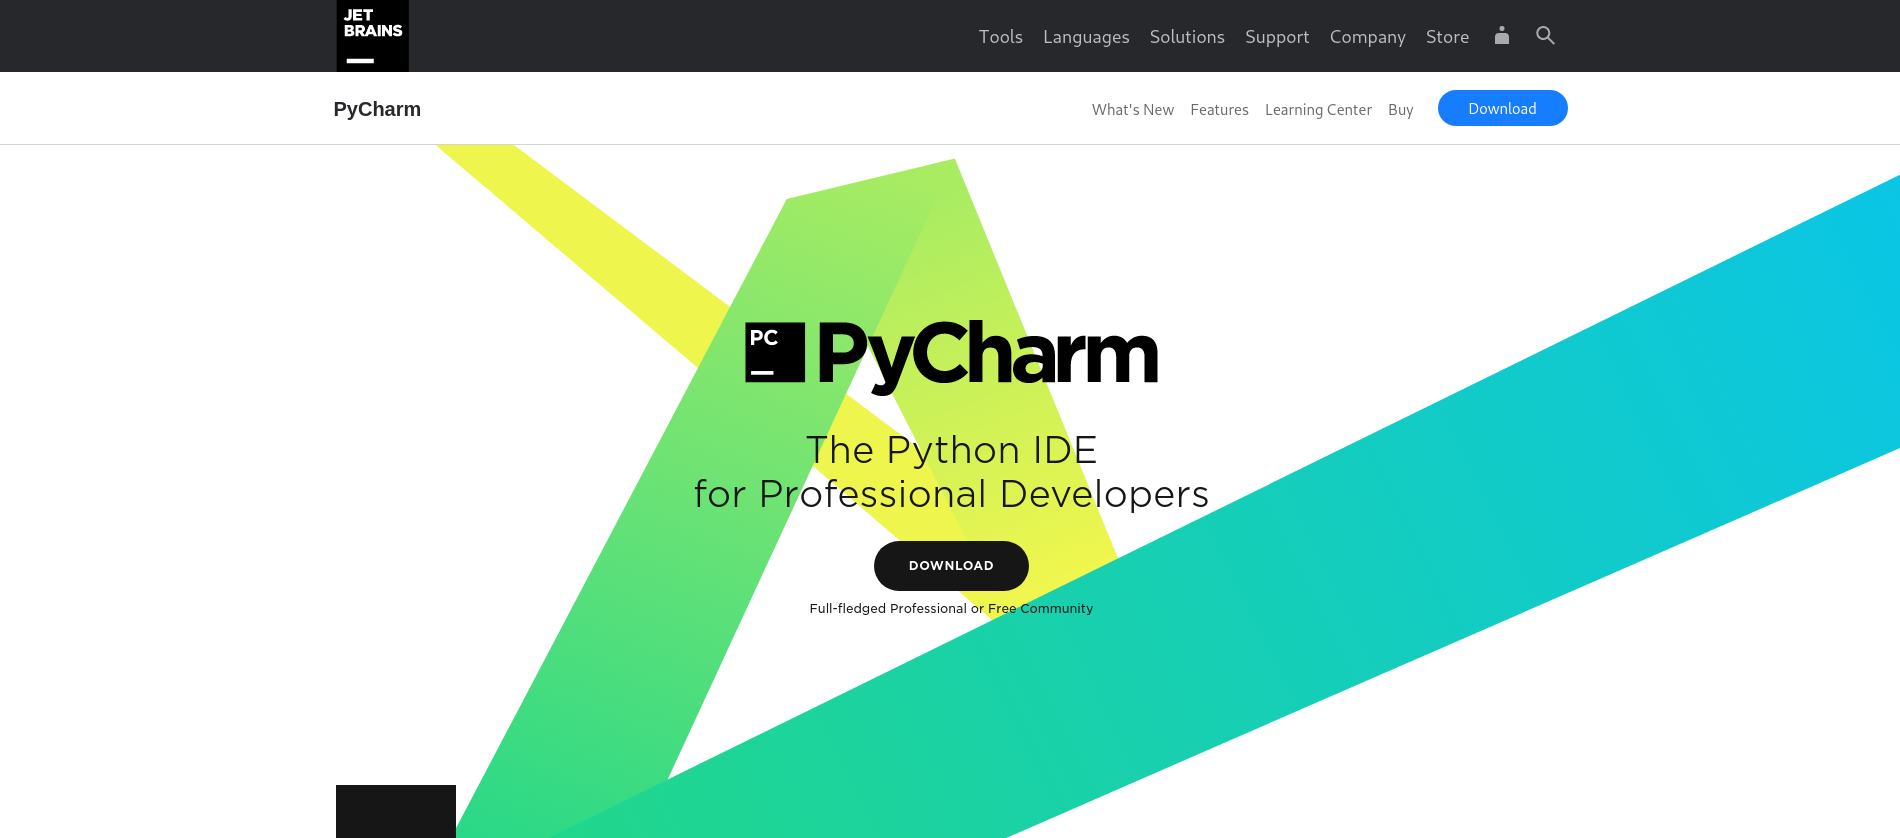 JET
BRAINS
Tools Languages Solutions Support Company Store
PyCharm
What's New Features Learning Center Buy Download
PC
PyCharm
The Python IDE
for Professional Developers
DOWNLOAD
Full-fledged Professional or Free Community